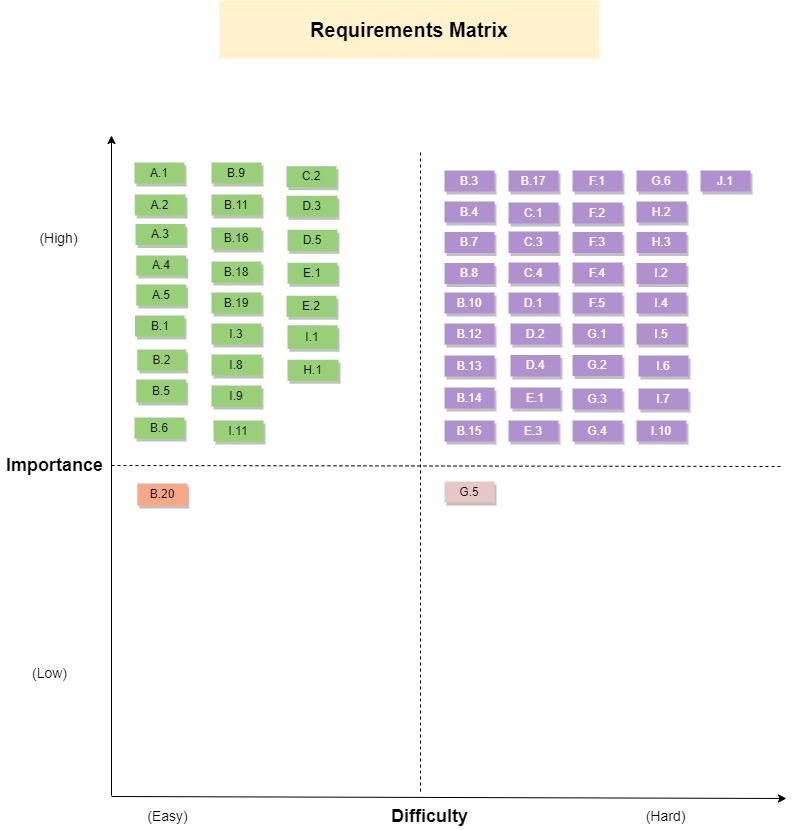 Requirements Matrix
A.1 B.9 C.2 B.3 B.17 F.1 G.6 J.1
A.2 B.11 D.3 B.4 C.1 F.2 H.2
A.3 B.16 D.5 B.7 C.3 F.3 H.3
(High)
A.4 B.18 E.1 B.8 C.4 F.4 I.2
A.5 B.19 E.2 B.10 D.1 F.5 I.4
B.1 I.3 I.1 B.12 D.2 G.1 I.5
B.2 I.8 H.1 B.13 D.4 G.2 I.6
B.5 I.9 B.14 E.1 G.3 I.7
B.6 I.11 B.15 E.3 G.4 I.10
Importance
B.20 G.5
(Low)
(Easy) Difficulty (Hard)